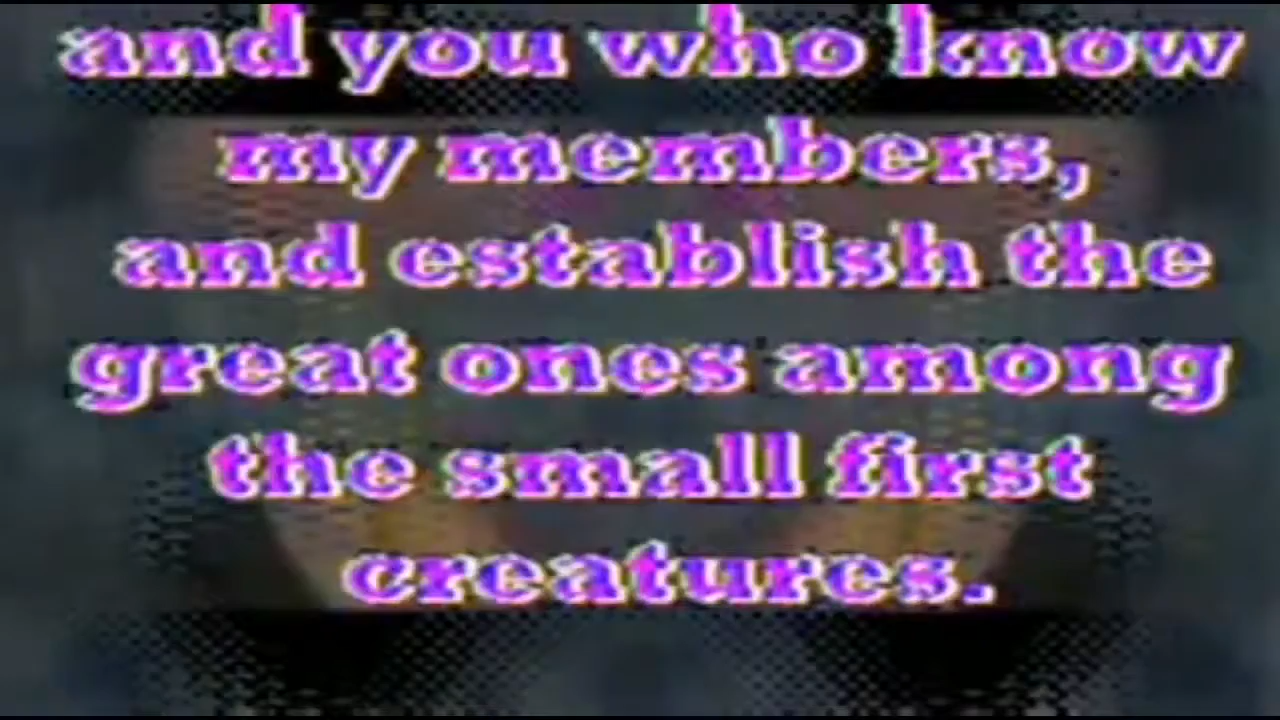 and you who know
my members,
and establish the
great ones among
the small first
creatures.